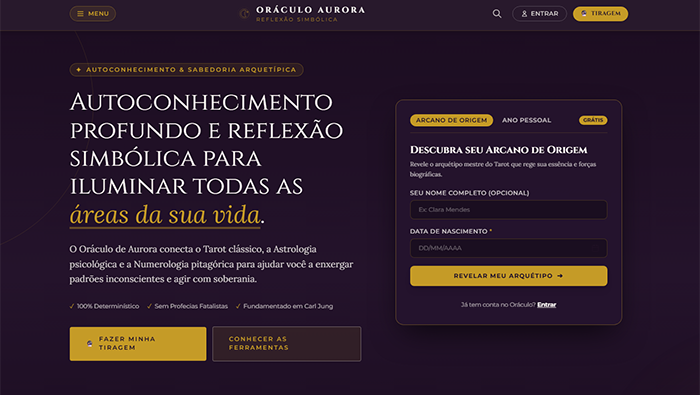 MENU
ORÁCULO AURORA
REFLEXÃO SIMBÓLICA
ENTRAR
TIRAGEM
✦ AUTOCONHECIMENTO & SABEDORIA ARQUETÍPICA
AUTOCONHECIMENTO
PROFUNDO E REFLEXÃO
SIMBÓLICA PARA
ILUMINAR TODAS AS
áreas da sua vida.
O Oráculo de Aurora conecta o Tarot clássico, a Astrologia
psicológica e a Numerologia pitagórica para ajudar você a enxergar
padrões inconscientes e agir com soberania.
✓ 100% Determinístico ✓ Sem Profecias Fatalistas ✓ Fundamentado em Carl Jung
FAZER MINHA
TIRAGEM
CONHECER AS
FERRAMENTAS
ARCANO DE ORIGEM
ANO PESSOAL
GRÁTIS
DESCUBRA SEU ARCANO DE ORIGEM
Revele o arquétipo mestre do Tarot que rege sua essência e forças
biográficas.
SEU NOME COMPLETO (OPCIONAL)
Ex: Clara Mendes
DATA DE NASCIMENTO *
DD/MM/AAAA
REVELAR MEU ARQUÉTIPO ➔
Já tem conta no Oráculo? Entrar